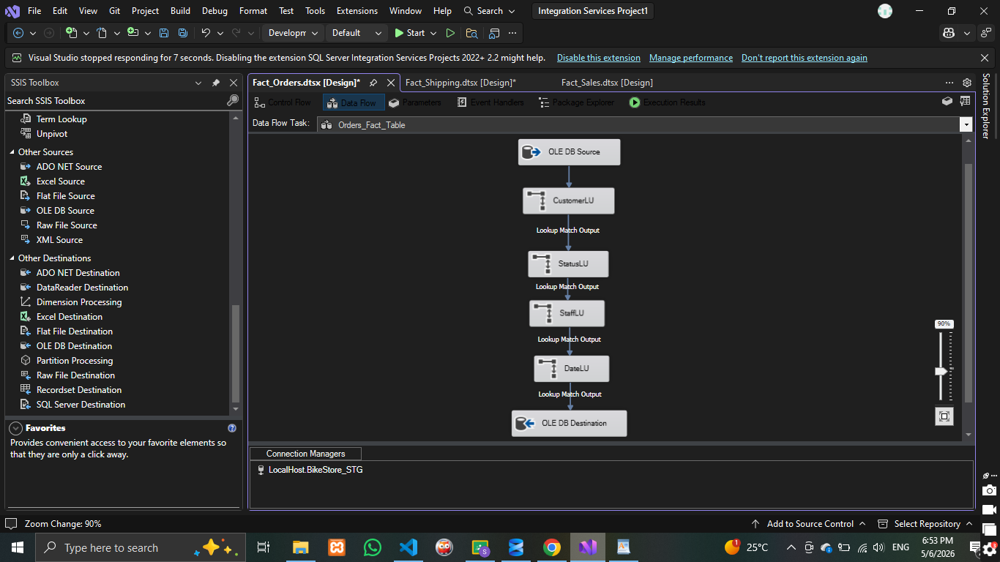 File Edit View Git Project Build Debug Format Test Tools Extensions Window Help Search Integration Services Project1
Developm Default Start
Visual Studio stopped responding for 7 seconds. Disabling the extension SQL Server Integration Services Projects 2022+ 2.2 might help. Disable this extension Manage performance Don't report this extension again
SSIS Toolbox
Search SSIS Toolbox
Term Lookup
Unpivot
Other Sources
ADO NET Source
Excel Source
Flat File Source
OLE DB Source
Raw File Source
XML Source
Other Destinations
ADO NET Destination
DataReader Destination
Dimension Processing
Excel Destination
Flat File Destination
OLE DB Destination
Partition Processing
Raw File Destination
Recordset Destination
SQL Server Destination
Favorites
Provides convenient access to your favorite elements so
that they are only a click away.
Fact_Orders.dtsx [Design]* Fact_Shipping.dtsx [Design]* Fact_Sales.dtsx [Design]
Control Flow Data Flow Parameters Event Handlers Package Explorer Execution Results
Data Flow Task: Orders_Fact_Table
OLE DB Source
CustomerLU
Lookup Match Output
StatusLU
Lookup Match Output
StaffLU
Lookup Match Output
DateLU
Lookup Match Output
OLE DB Destination
90%
Connection Managers
LocalHost.BikeStore_STG
Solution Explorer
Zoom Change: 90% Add to Source Control Select Repository
Type here to search 1 25°C ENG 6:53 PM
5/6/2026